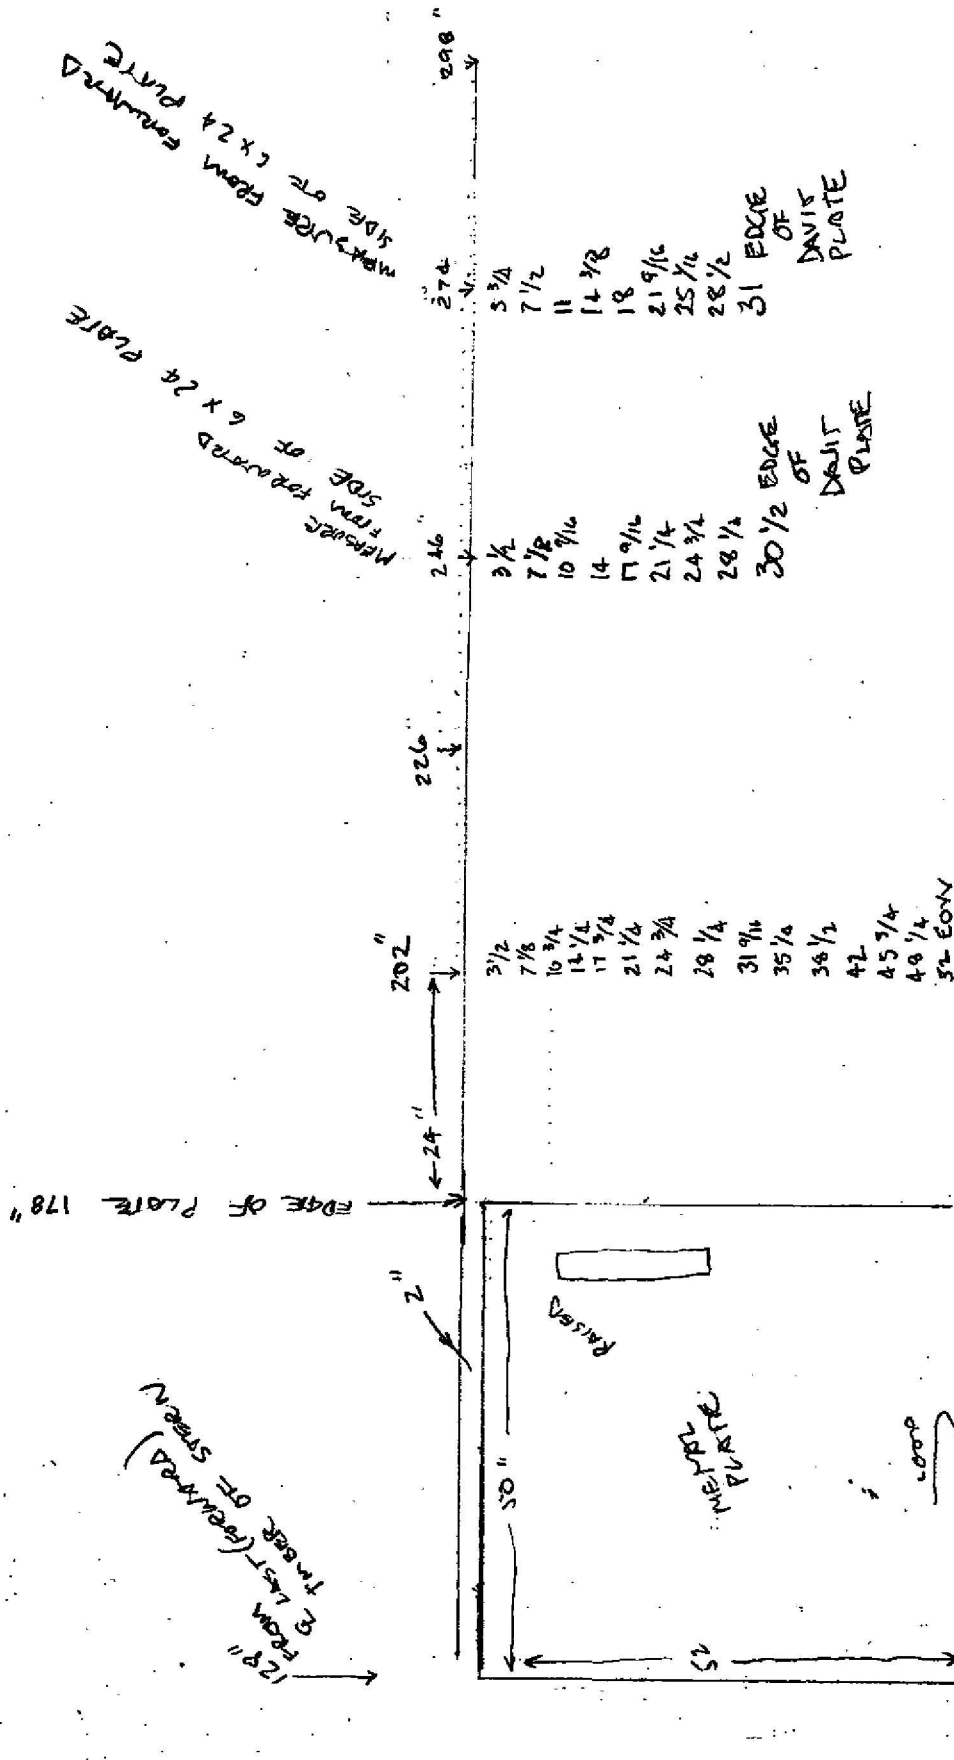 298"
MEASURE FROM FORWARD
SIDE OF 6 x 24 PLATE
274"
3 3/4
7 1/2
11
14 3/8
18
21 9/16
25 1/16
28 1/2
31 EDGE
OF
DAVIT
PLATE
MEASURE
FROM FORWARD
SIDE OF 6 x 24 PLATE
246"
3 1/2
7 1/8
10 9/16
14
17 9/16
21 1/4
24 3/4
28 1/4
30 1/2 EDGE
OF
DAVIT
PLATE
226"
202"
3 1/2
7 1/8
10 3/4
14 1/4
17 3/4
21 1/4
24 3/4
28 1/4
31 9/16
35 1/4
38 1/2
42
45 3/4
48 1/4
52
24"
EDGE OF PLATE 178"
2"
RAISED
50"
METAL
PLATE
52
128"
FROM
℄ LAST (FORWARD)
TIMBER OF STERN